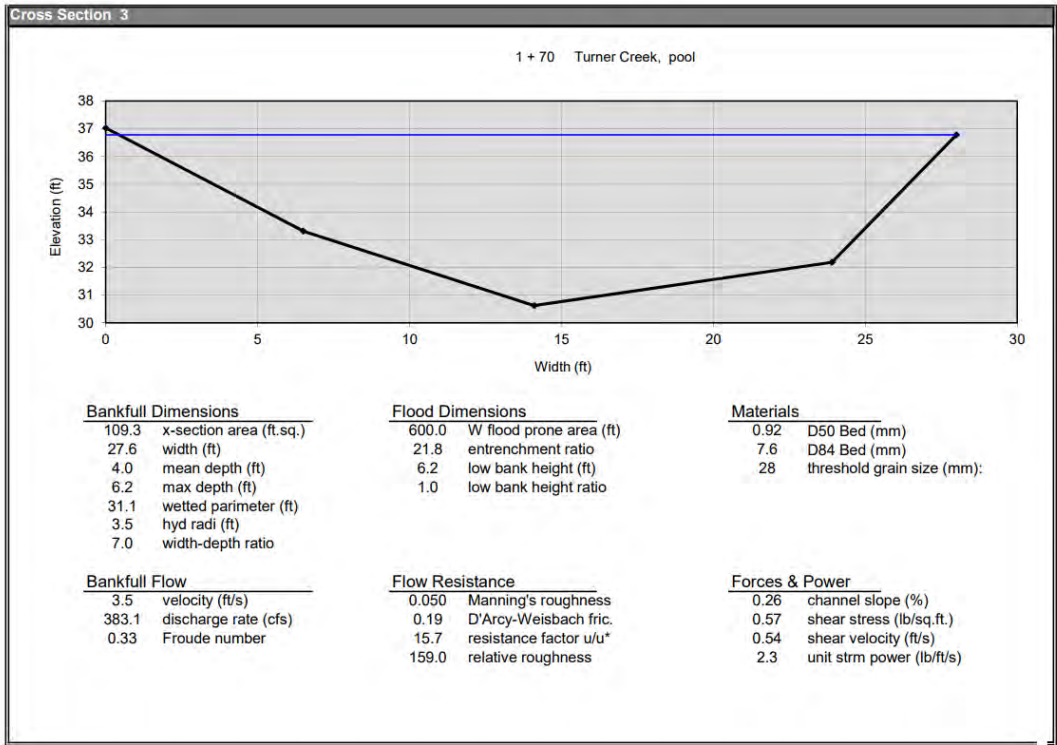 Cross Section 3
1 + 70 Turner Creek, pool
38
37
36
35
34
33
32
31
30
Elevation (ft)
0 5 10 15 20 25 30
Width (ft)
Bankfull Dimensions
109.3 x-section area (ft.sq.)
27.6 width (ft)
4.0 mean depth (ft)
6.2 max depth (ft)
31.1 wetted parimeter (ft)
3.5 hyd radi (ft)
7.0 width-depth ratio
Flood Dimensions
600.0 W flood prone area (ft)
21.8 entrenchment ratio
6.2 low bank height (ft)
1.0 low bank height ratio
Materials
0.92 D50 Bed (mm)
7.6 D84 Bed (mm)
28 threshold grain size (mm):
Bankfull Flow
3.5 velocity (ft/s)
383.1 discharge rate (cfs)
0.33 Froude number
Flow Resistance
0.050 Manning's roughness
0.19 D'Arcy-Weisbach fric.
15.7 resistance factor u/u*
159.0 relative roughness
Forces & Power
0.26 channel slope (%)
0.57 shear stress (lb/sq.ft.)
0.54 shear velocity (ft/s)
2.3 unit strm power (lb/ft/s)